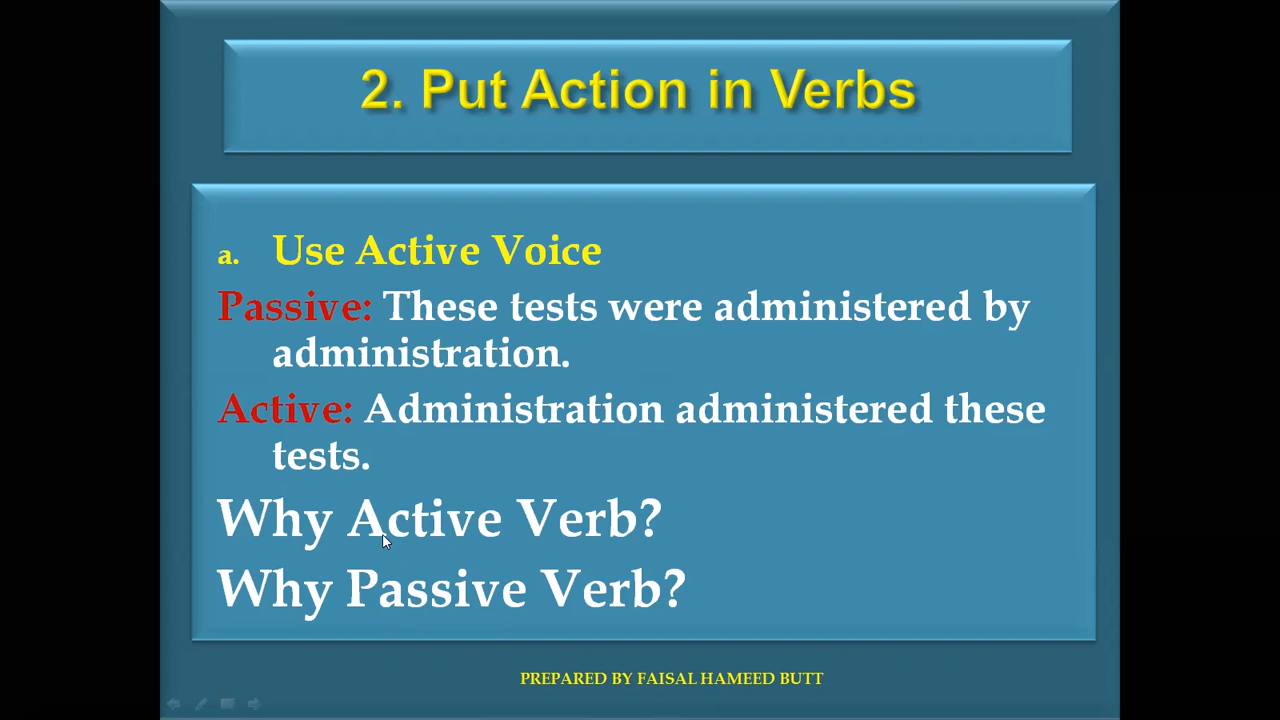 2. Put Action in Verbs
a. Use Active Voice
Passive: These tests were administered by
administration.
Active: Administration administered these
tests.
Why Active Verb?
Why Passive Verb?
PREPARED BY FAISAL HAMEED BUTT